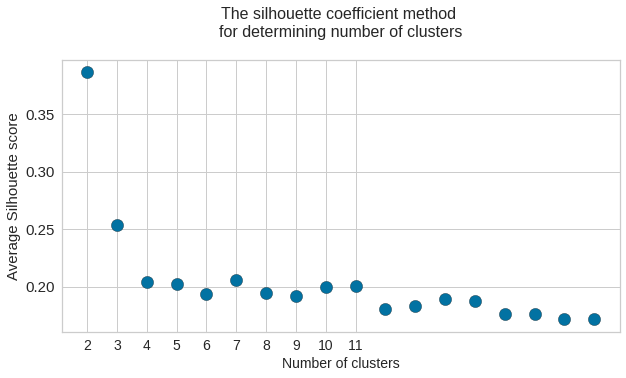 The silhouette coefficient method
for determining number of clusters
Average Silhouette score
0.35
0.30
0.25
0.20
2 3 4 5 6 7 8 9 10 11
Number of clusters